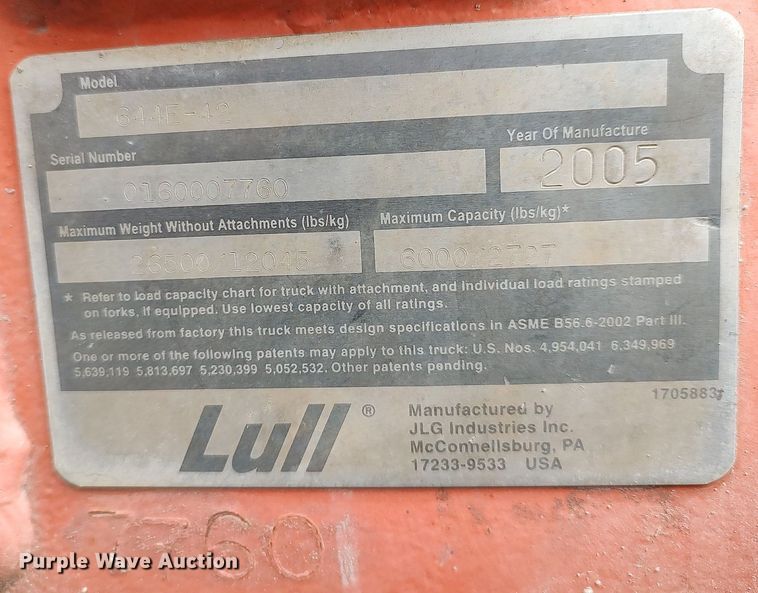 Model
644E-42
Serial Number
Year Of Manufacture
0160007760
2005
Maximum Weight Without Attachments (lbs/kg)
Maximum Capacity (lbs/kg)*
26500/12045
6000/2727
* Refer to load capacity chart for truck with attachment, and individual load ratings stamped
on forks, if equipped. Use lowest capacity of all ratings.
As released from factory this truck meets design specifications in ASME B56.6-2002 Part III.
One or more of the following patents may apply to this truck: U.S. Nos. 4,954,041 6,349,969
5,639,119 5,813,697 5,230,399 5,052,532. Other patents pending.
1705883
Lull®
Manufactured by
JLG Industries Inc.
McConnellsburg, PA
17233-9533 USA
7760
Purple Wave Auction